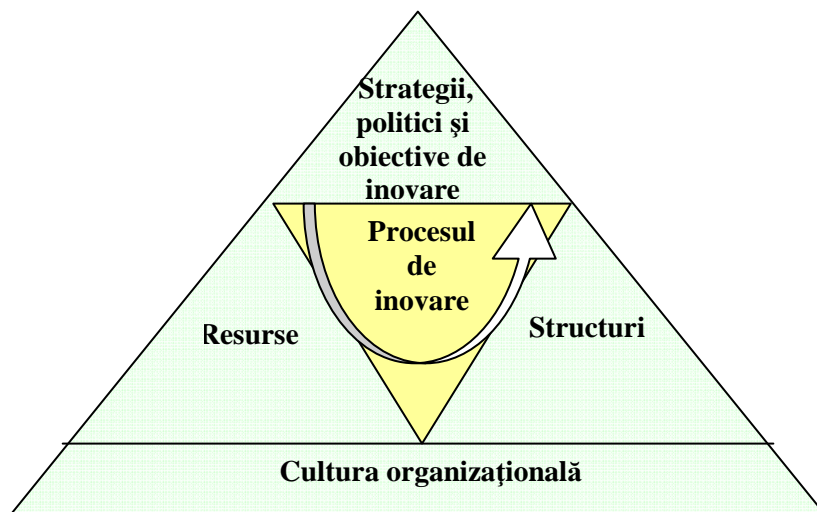 Strategii,
politici şi
obiective de
inovare
Procesul
de
inovare
Resurse
Structuri
Cultura organizaţională